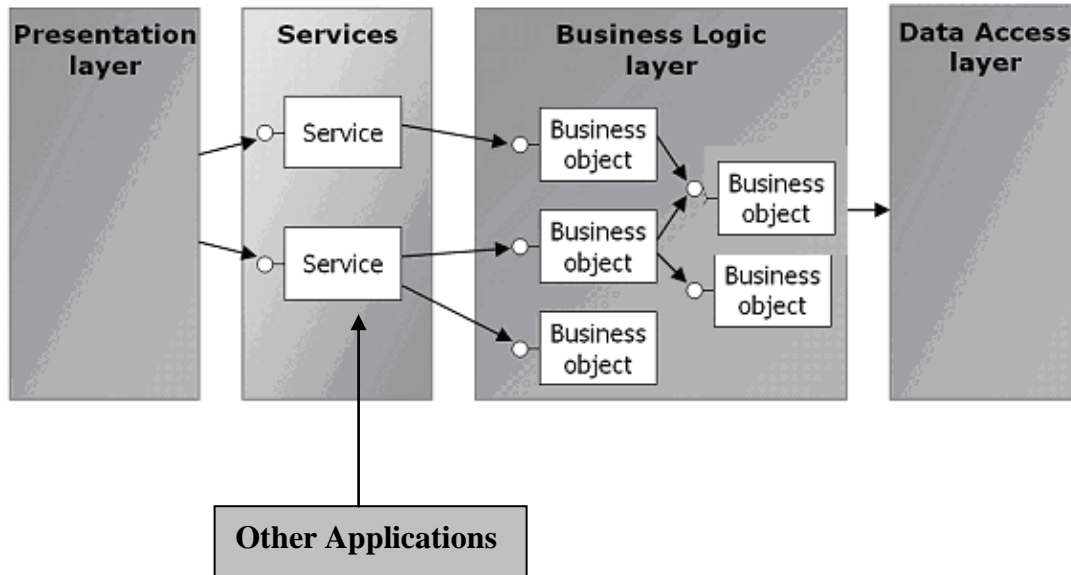 Presentation
layer
Services
Service
Service
Business Logic
layer
Business
object
Business
object
Business
object
Business
object
Business
object
Data Access
layer
Other Applications